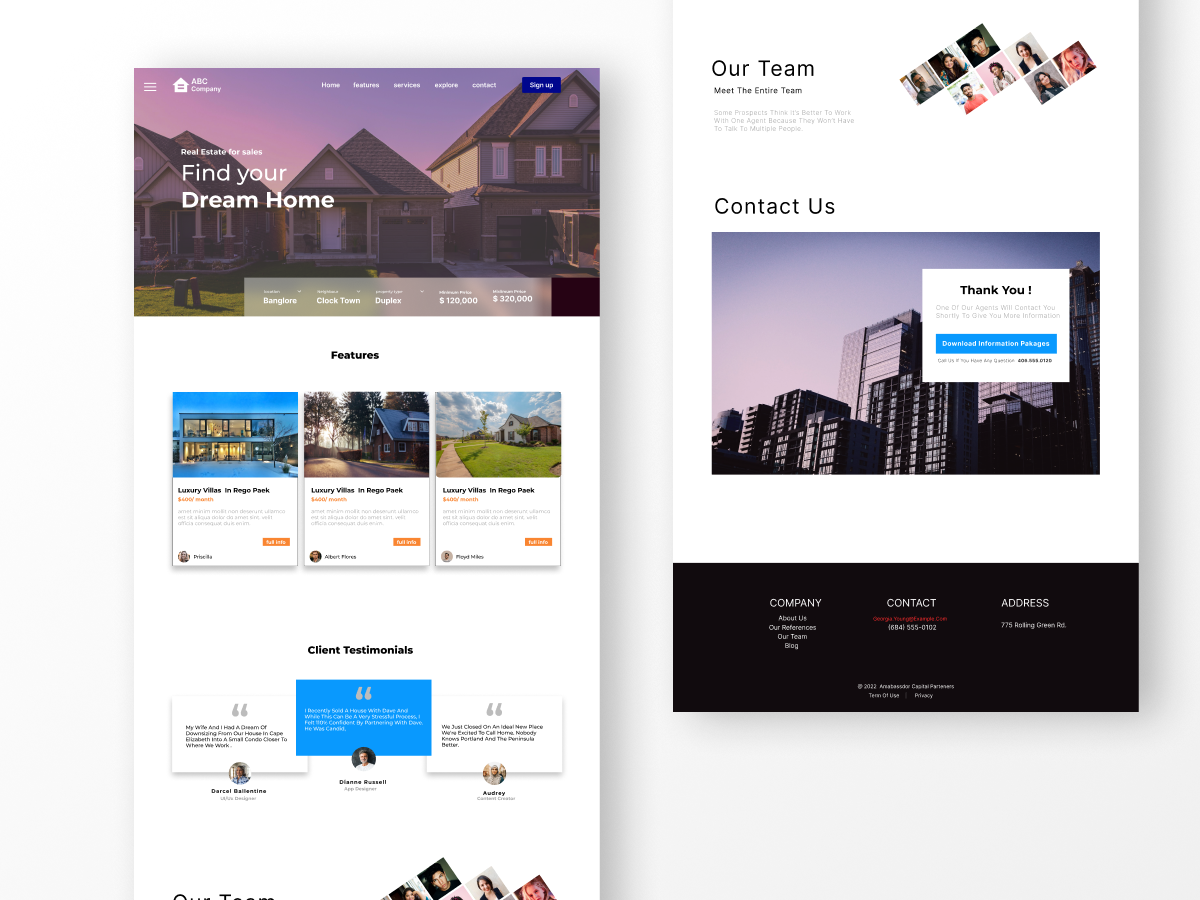 ABC
Company
Home features services explore contact Sign up
Real Estate for sales
Find your
Dream Home
Minimum Price Minimum Price
Banglore Clock Town Duplex $ 120,000 $ 320,000
Features
Luxury Villas In Rego Paek
$400/ month
amet minim mollit non deserunt ullamco
est sit aliqua dolor do amet sint. velit
officia consequat duis enim.
full info
Priscilla
Luxury Villas In Rego Paek
$400/ month
amet minim mollit non deserunt ullamco
est sit aliqua dolor do amet sint. velit
officia consequat duis enim.
full info
Albert Flores
Luxury Villas In Rego Paek
$400/ month
amet minim mollit non deserunt ullamco
est sit aliqua dolor do amet sint. velit
officia consequat duis enim.
full info
Floyd Miles
Client Testimonials
“
My Wife And I Had A Dream Of
Downsizing From Our House In Cape
Elizabeth Into A Small Condo Closer To
Where We Work .
Darcel Ballentine
UI/Ux Designer
“
I Recently Sold A House With Dave And
While This Can Be A Very Stressful Process, I
Felt 110% Confident By Partnering With Dave,
He Was Candid,
Dianne Russell
App Designer
“
We Just Closed On An Ideal New Place
We're Excited To Call Home, Nobody
Knows Portland And The Peninsula
Better.
Audrey
Content Creator
Our Team
Our Team
Meet The Entire Team
Some Prospects Think It's Better To Work
With One Agent Because They Won't Have
To Talk To Multiple People.
Contact Us
Thank You !
One Of Our Agents Will Contact You
Shortly To Give You More Information
Download Information Pakages
Call Us If You Have Any Question 408.555.0120
COMPANY
About Us
Our References
Our Team
Blog
CONTACT
Georgia.Young@Example.Com
(684) 555-0102
ADDRESS
775 Rolling Green Rd.
@ 2022 Amabassdor Capital Parteners
Term Of Use | Privacy